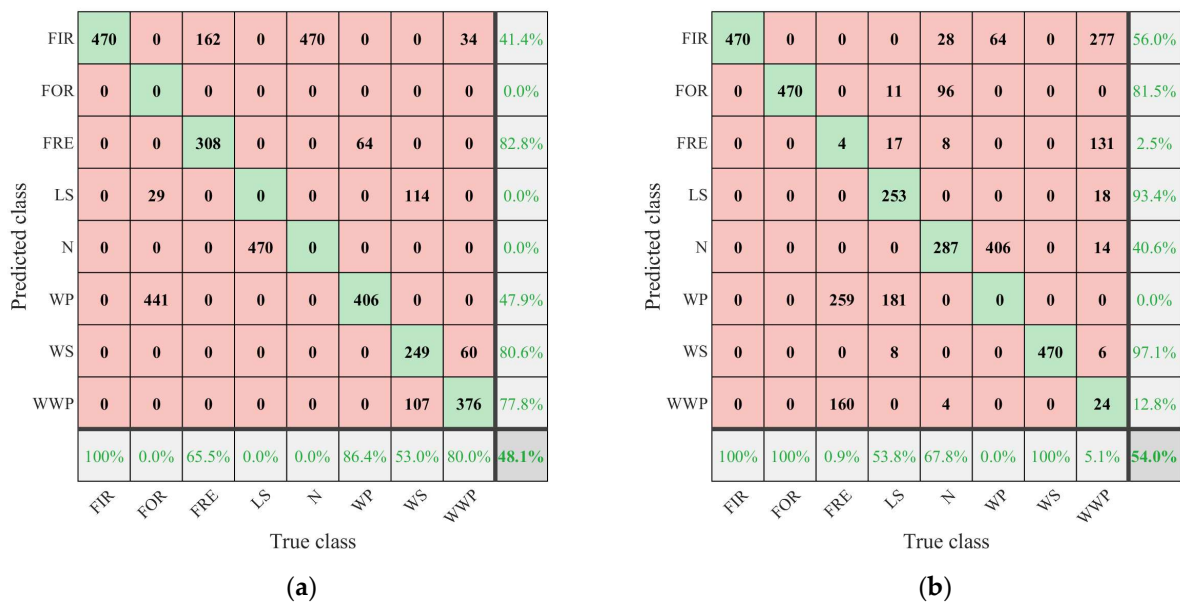 FIR 470 0 162 0 470 0 0 34 41.4%
FOR 0 0 0 0 0 0 0 0 0.0%
FRE 0 0 308 0 0 64 0 0 82.8%
LS 0 29 0 0 0 0 114 0 0.0%
N 0 0 0 470 0 0 0 0 0.0%
WP 0 441 0 0 0 406 0 0 47.9%
WS 0 0 0 0 0 0 249 60 80.6%
WWP 0 0 0 0 0 0 107 376 77.8%
100% 0.0% 65.5% 0.0% 0.0% 86.4% 53.0% 80.0% 48.1%
FIR FOR FRE LS N WP WS WWP
Predicted class
True class
(a)
FIR 470 0 0 0 28 64 0 277 56.0%
FOR 0 470 0 11 96 0 0 0 81.5%
FRE 0 0 4 17 8 0 0 131 2.5%
LS 0 0 0 253 0 0 0 18 93.4%
N 0 0 0 0 287 406 0 14 40.6%
WP 0 0 259 181 0 0 0 0 0.0%
WS 0 0 0 8 0 0 470 6 97.1%
WWP 0 0 160 0 4 0 0 24 12.8%
100% 100% 0.9% 53.8% 67.8% 0.0% 100% 5.1% 54.0%
FIR FOR FRE LS N WP WS WWP
Predicted class
True class
(b)